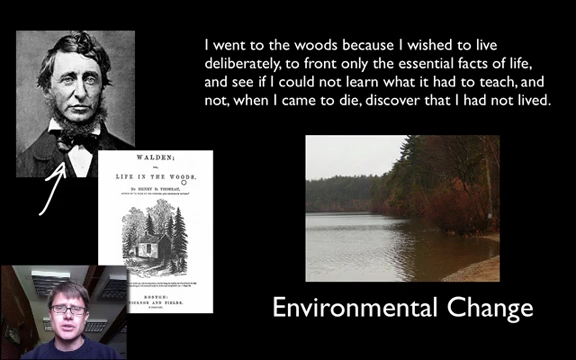 I went to the woods because I wished to live
deliberately, to front only the essential facts of life,
and see if I could not learn what it had to teach, and
not, when I came to die, discover that I had not lived.
WALDEN;
OR,
LIFE IN THE WOODS.
BY HENRY D. THOREAU,
BOSTON:
TICKNOR AND FIELDS.
Environmental Change